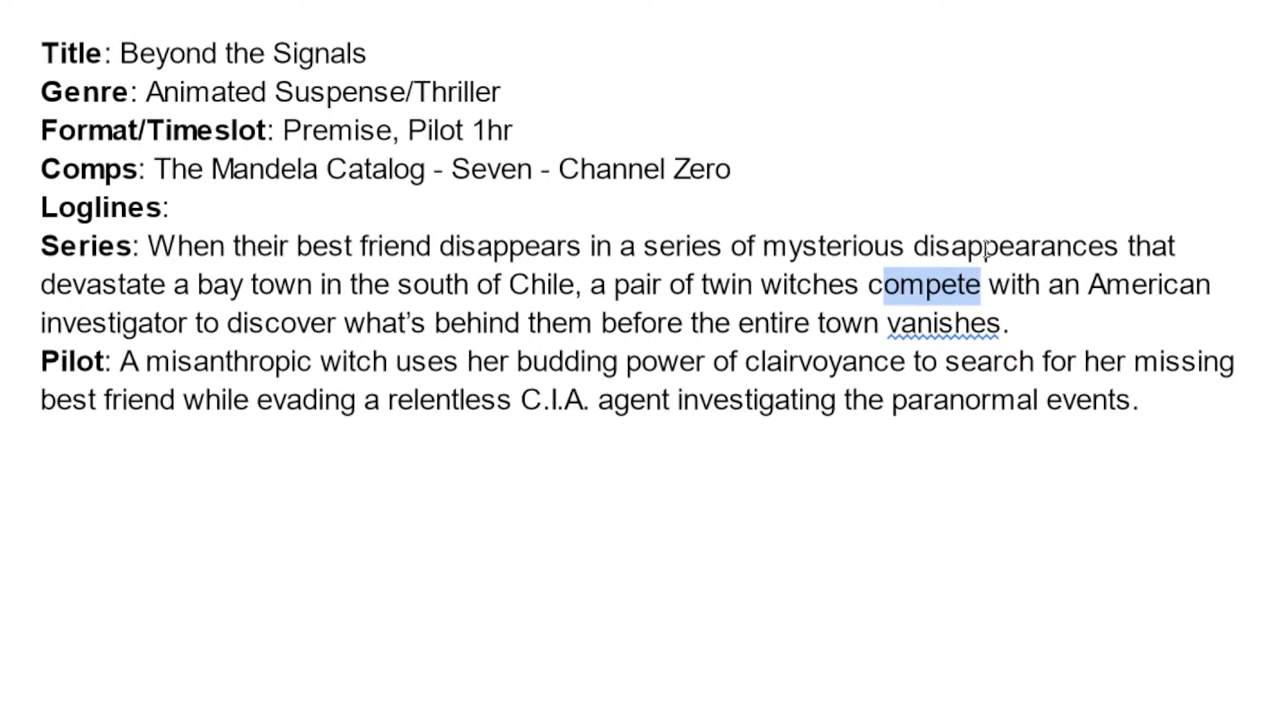 Title: Beyond the Signals
Genre: Animated Suspense/Thriller
Format/Timeslot: Premise, Pilot 1hr
Comps: The Mandela Catalog - Seven - Channel Zero
Loglines:
Series: When their best friend disappears in a series of mysterious disappearances that
devastate a bay town in the south of Chile, a pair of twin witches compete with an American
investigator to discover what’s behind them before the entire town vanishes.
Pilot: A misanthropic witch uses her budding power of clairvoyance to search for her missing
best friend while evading a relentless C.I.A. agent investigating the paranormal events.